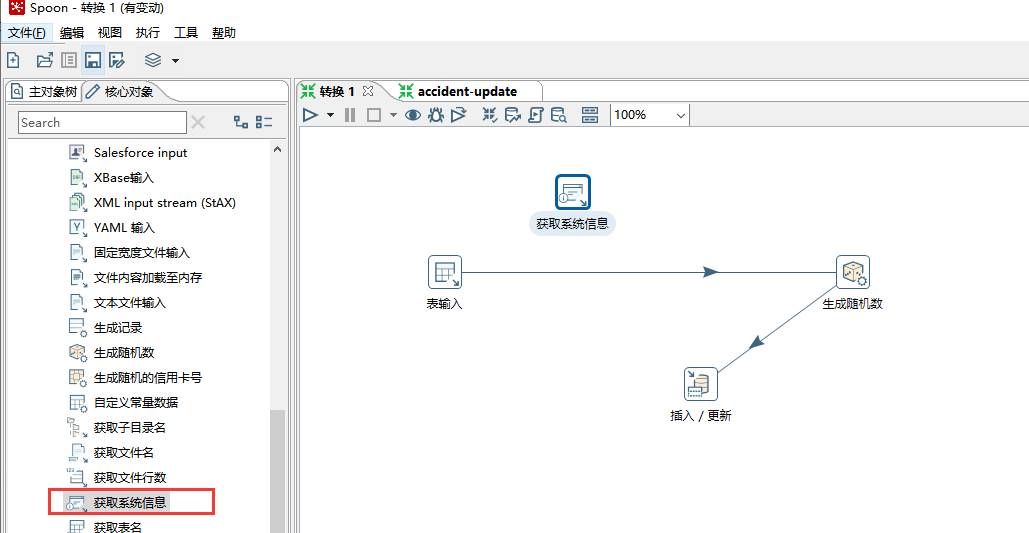 Spoon - 转换 1 (有变动)
文件(F) 编辑 视图 执行 工具 帮助
主对象树 核心对象
转换 1 accident-update
Search
100%
Salesforce input
XBase输入
XML input stream (StAX)
YAML 输入
固定宽度文件输入
文件内容加载至内存
文本文件输入
生成记录
生成随机数
生成随机的信用卡号
自定义常量数据
获取子目录名
获取文件名
获取文件行数
获取系统信息
获取表名
获取系统信息
表输入
生成随机数
插入 / 更新